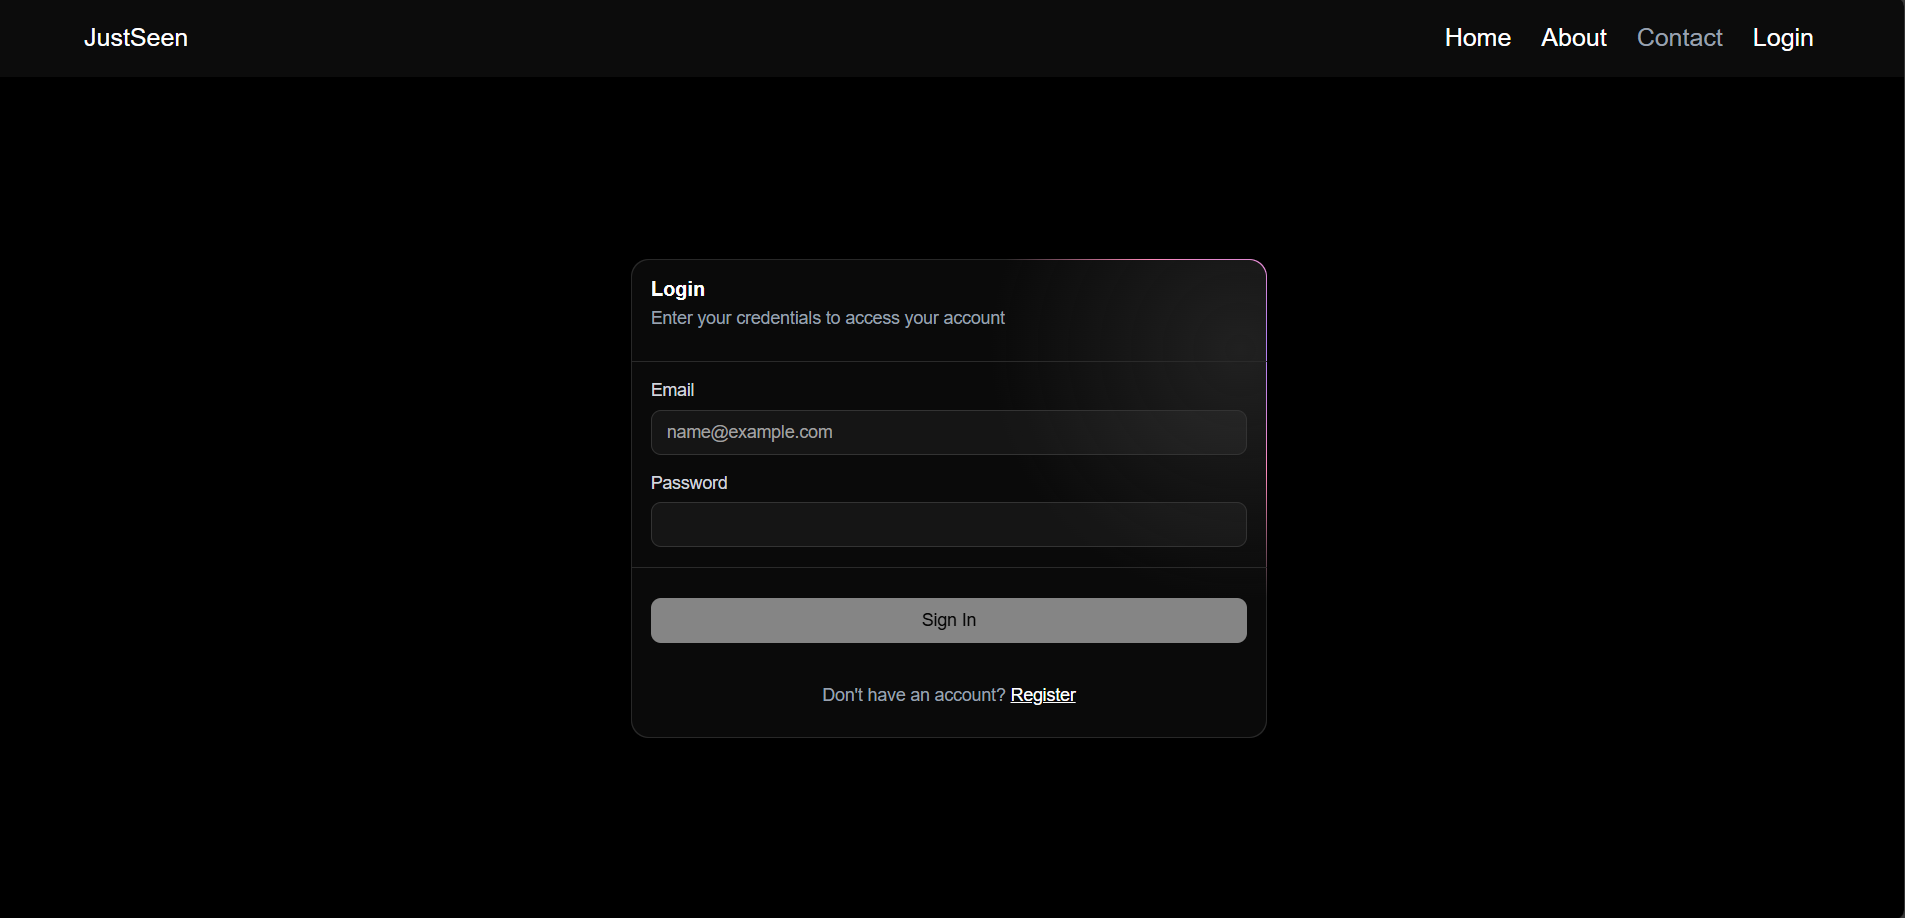 JustSeen
Home About Contact Login
Login
Enter your credentials to access your account
Email
name@example.com
Password
Sign In
Don't have an account? Register